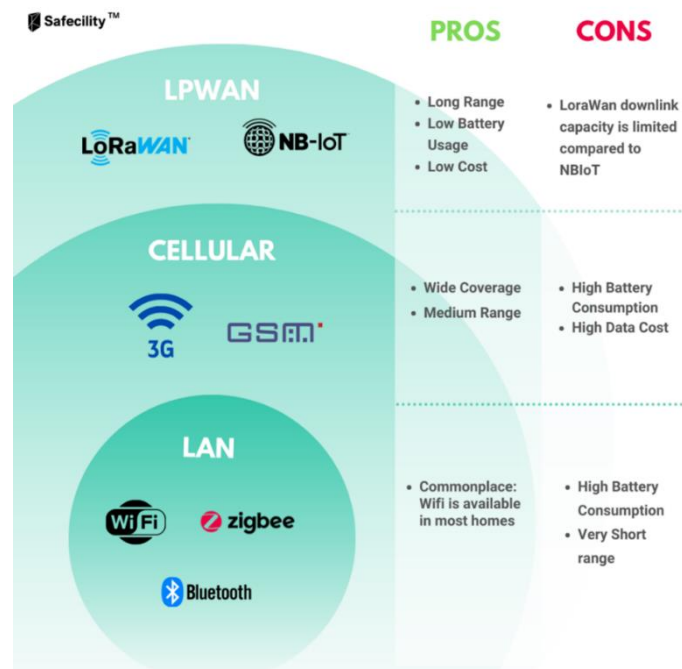 Safecility™
PROS
CONS
LPWAN
LoRaWAN
NB-IoT
• Long Range
• Low Battery
Usage
• Low Cost
• LoraWan downlink
capacity is limited
compared to
NBIoT
CELLULAR
3G
GSM
• Wide Coverage
• Medium Range
• High Battery
Consumption
• High Data Cost
LAN
WiFi
zigbee
Bluetooth
• Commonplace:
Wifi is available
in most homes
• High Battery
Consumption
• Very Short
range